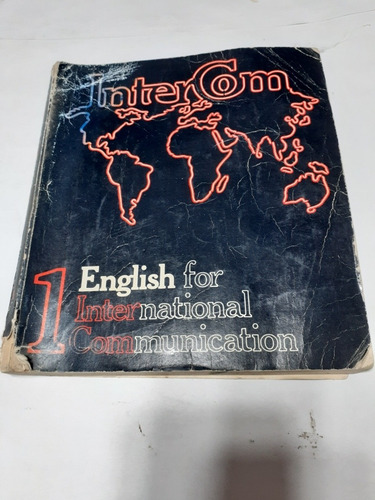 InterCom
1
English for
International
Communication